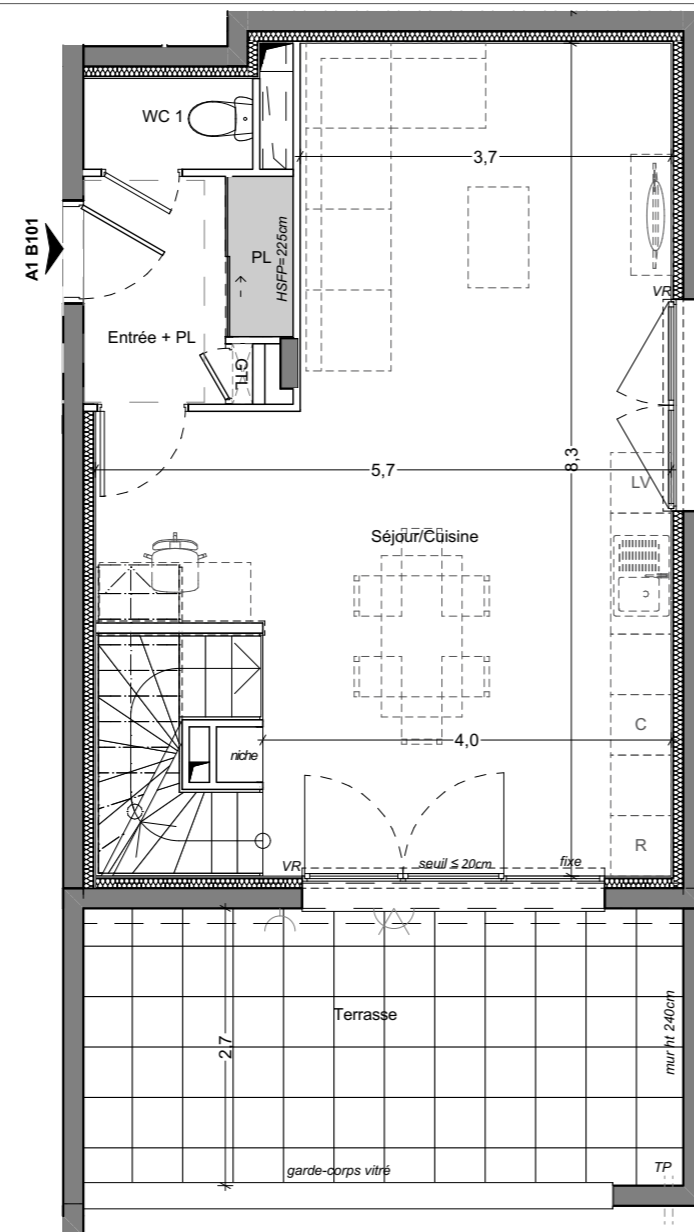 WC 1
3,7
A1 B101
PL
HSFP=225cm
VR
Entrée + PL
GTL
5,7
8,3
LV
Séjour/Cuisine
niche
4,0
C
VR
seuil ≤ 20cm
fixe
R
Terrasse
2,7
mur ht 240cm
garde-corps vitré
TP